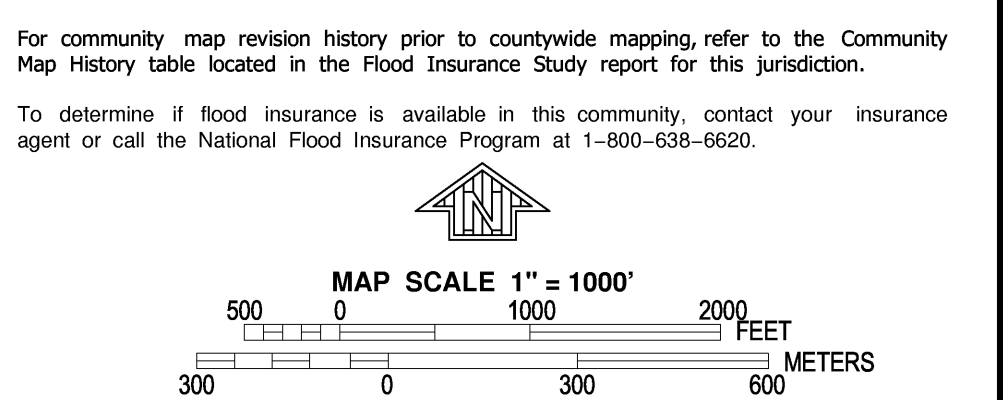 For community map revision history prior to countywide mapping, refer to the Community
Map History table located in the Flood Insurance Study report for this jurisdiction.
To determine if flood insurance is available in this community, contact your insurance
agent or call the National Flood Insurance Program at 1–800–638–6620.
N
MAP SCALE 1" = 1000'
500 0 1000 2000
FEET
METERS
300 0 300 600